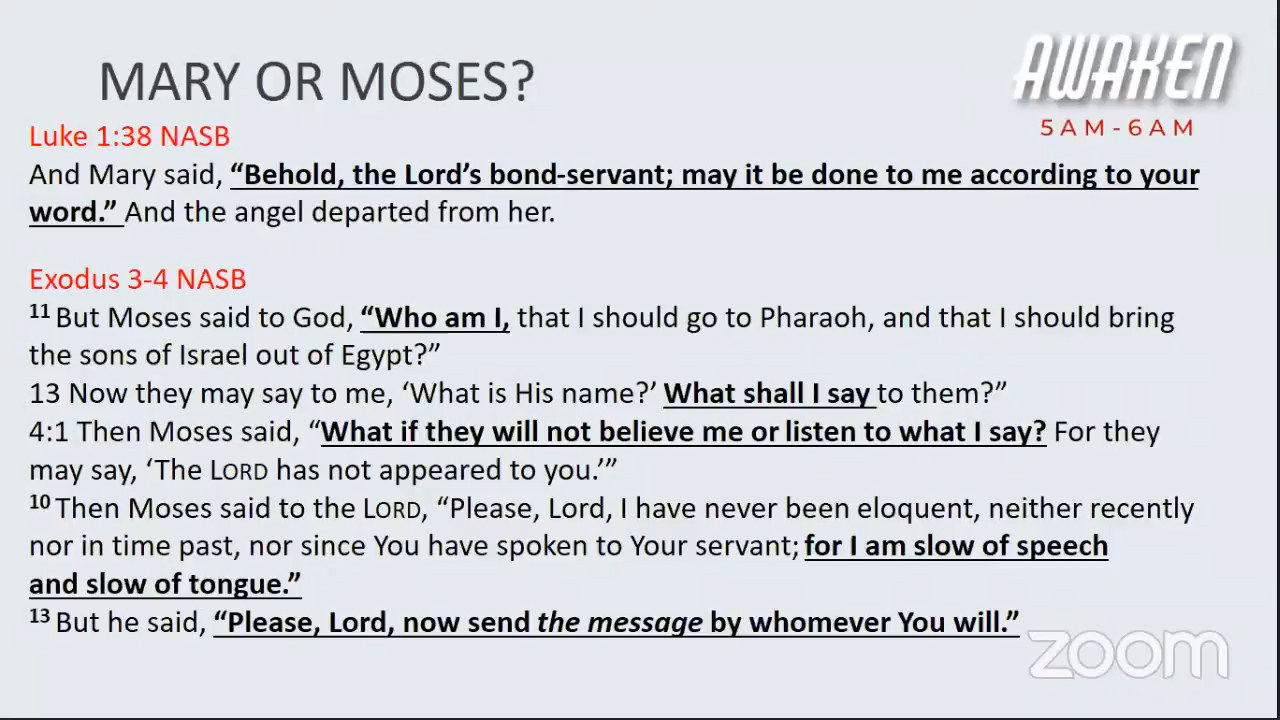 MARY OR MOSES?
AWAKEN
5AM-6AM
Luke 1:38 NASB
And Mary said, “Behold, the Lord’s bond-servant; may it be done to me according to your
word.” And the angel departed from her.
Exodus 3-4 NASB
11 But Moses said to God, “Who am I, that I should go to Pharaoh, and that I should bring
the sons of Israel out of Egypt?”
13 Now they may say to me, ‘What is His name?’ What shall I say to them?”
4:1 Then Moses said, “What if they will not believe me or listen to what I say? For they
may say, ‘The LORD has not appeared to you.’”
10 Then Moses said to the LORD, “Please, Lord, I have never been eloquent, neither recently
nor in time past, nor since You have spoken to Your servant; for I am slow of speech
and slow of tongue.”
13 But he said, “Please, Lord, now send the message by whomever You will.”
zoom